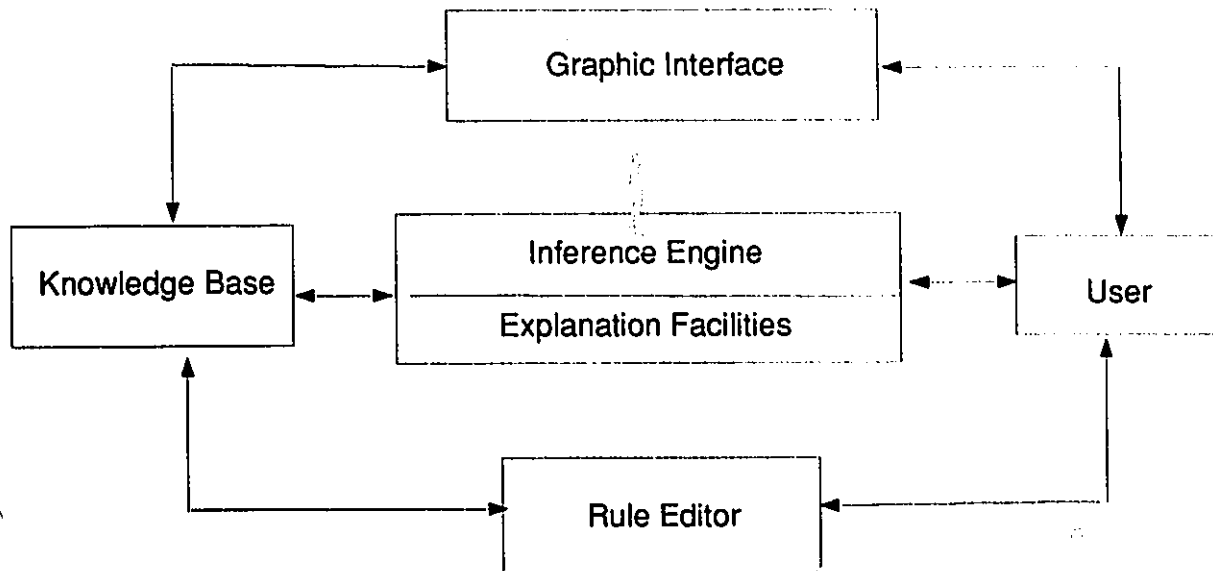 Graphic Interface
Inference Engine
Knowledge Base
User
Explanation Facilities
Rule Editor